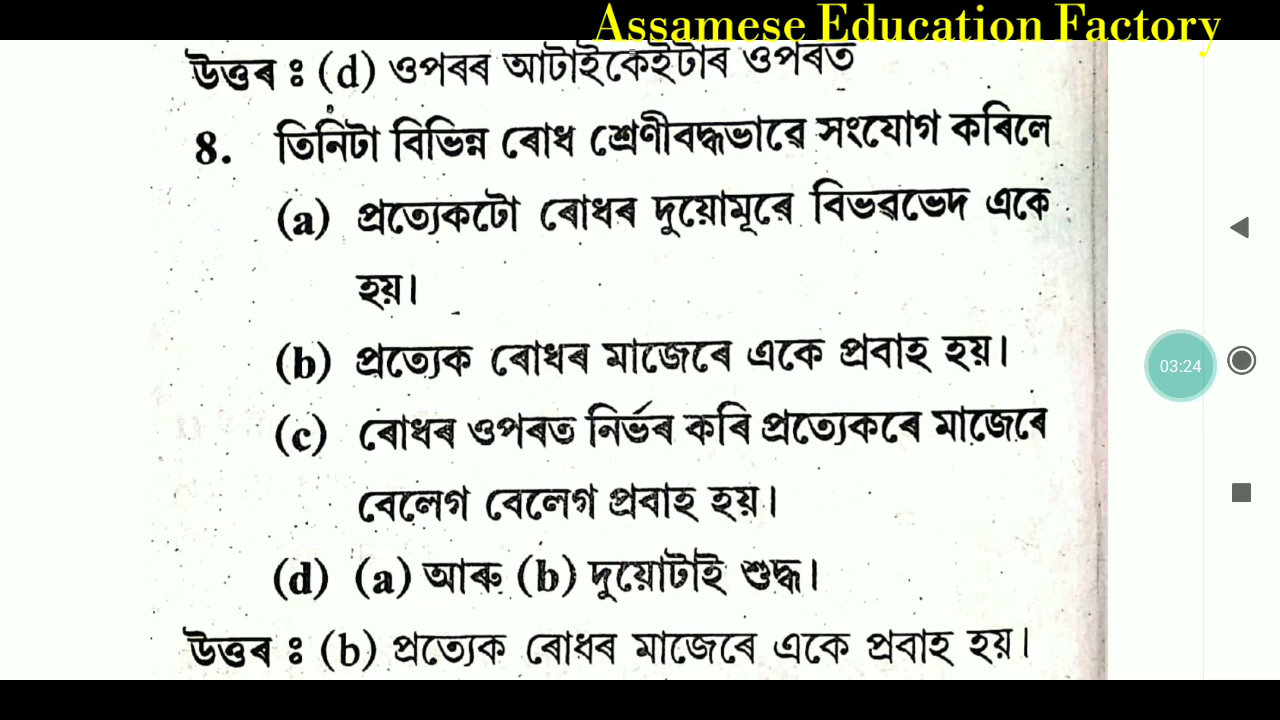 Assamese Education Factory
উত্তৰ ঃ (d) ওপৰৰ আটাইকেইটাৰ ওপৰত
8. তিনিটা বিভিন্ন ৰোধ শ্ৰেণীবদ্ধভাৱে সংযোগ কৰিলে
(a) প্ৰত্যেকটো ৰোধৰ দুয়োমূৰে বিভৱভেদ একে
হয়।
(b) প্ৰত্যেক ৰোধৰ মাজেৰে একে প্ৰবাহ হয়।
(c) ৰোধৰ ওপৰত নিৰ্ভৰ কৰি প্ৰত্যেকৰে মাজেৰে
বেলেগ বেলেগ প্ৰবাহ হয়।
(d) (a) আৰু (b) দুয়োটাই শুদ্ধ।
উত্তৰ ঃ (b) প্ৰত্যেক ৰোধৰ মাজেৰে একে প্ৰবাহ হয়।
03:24